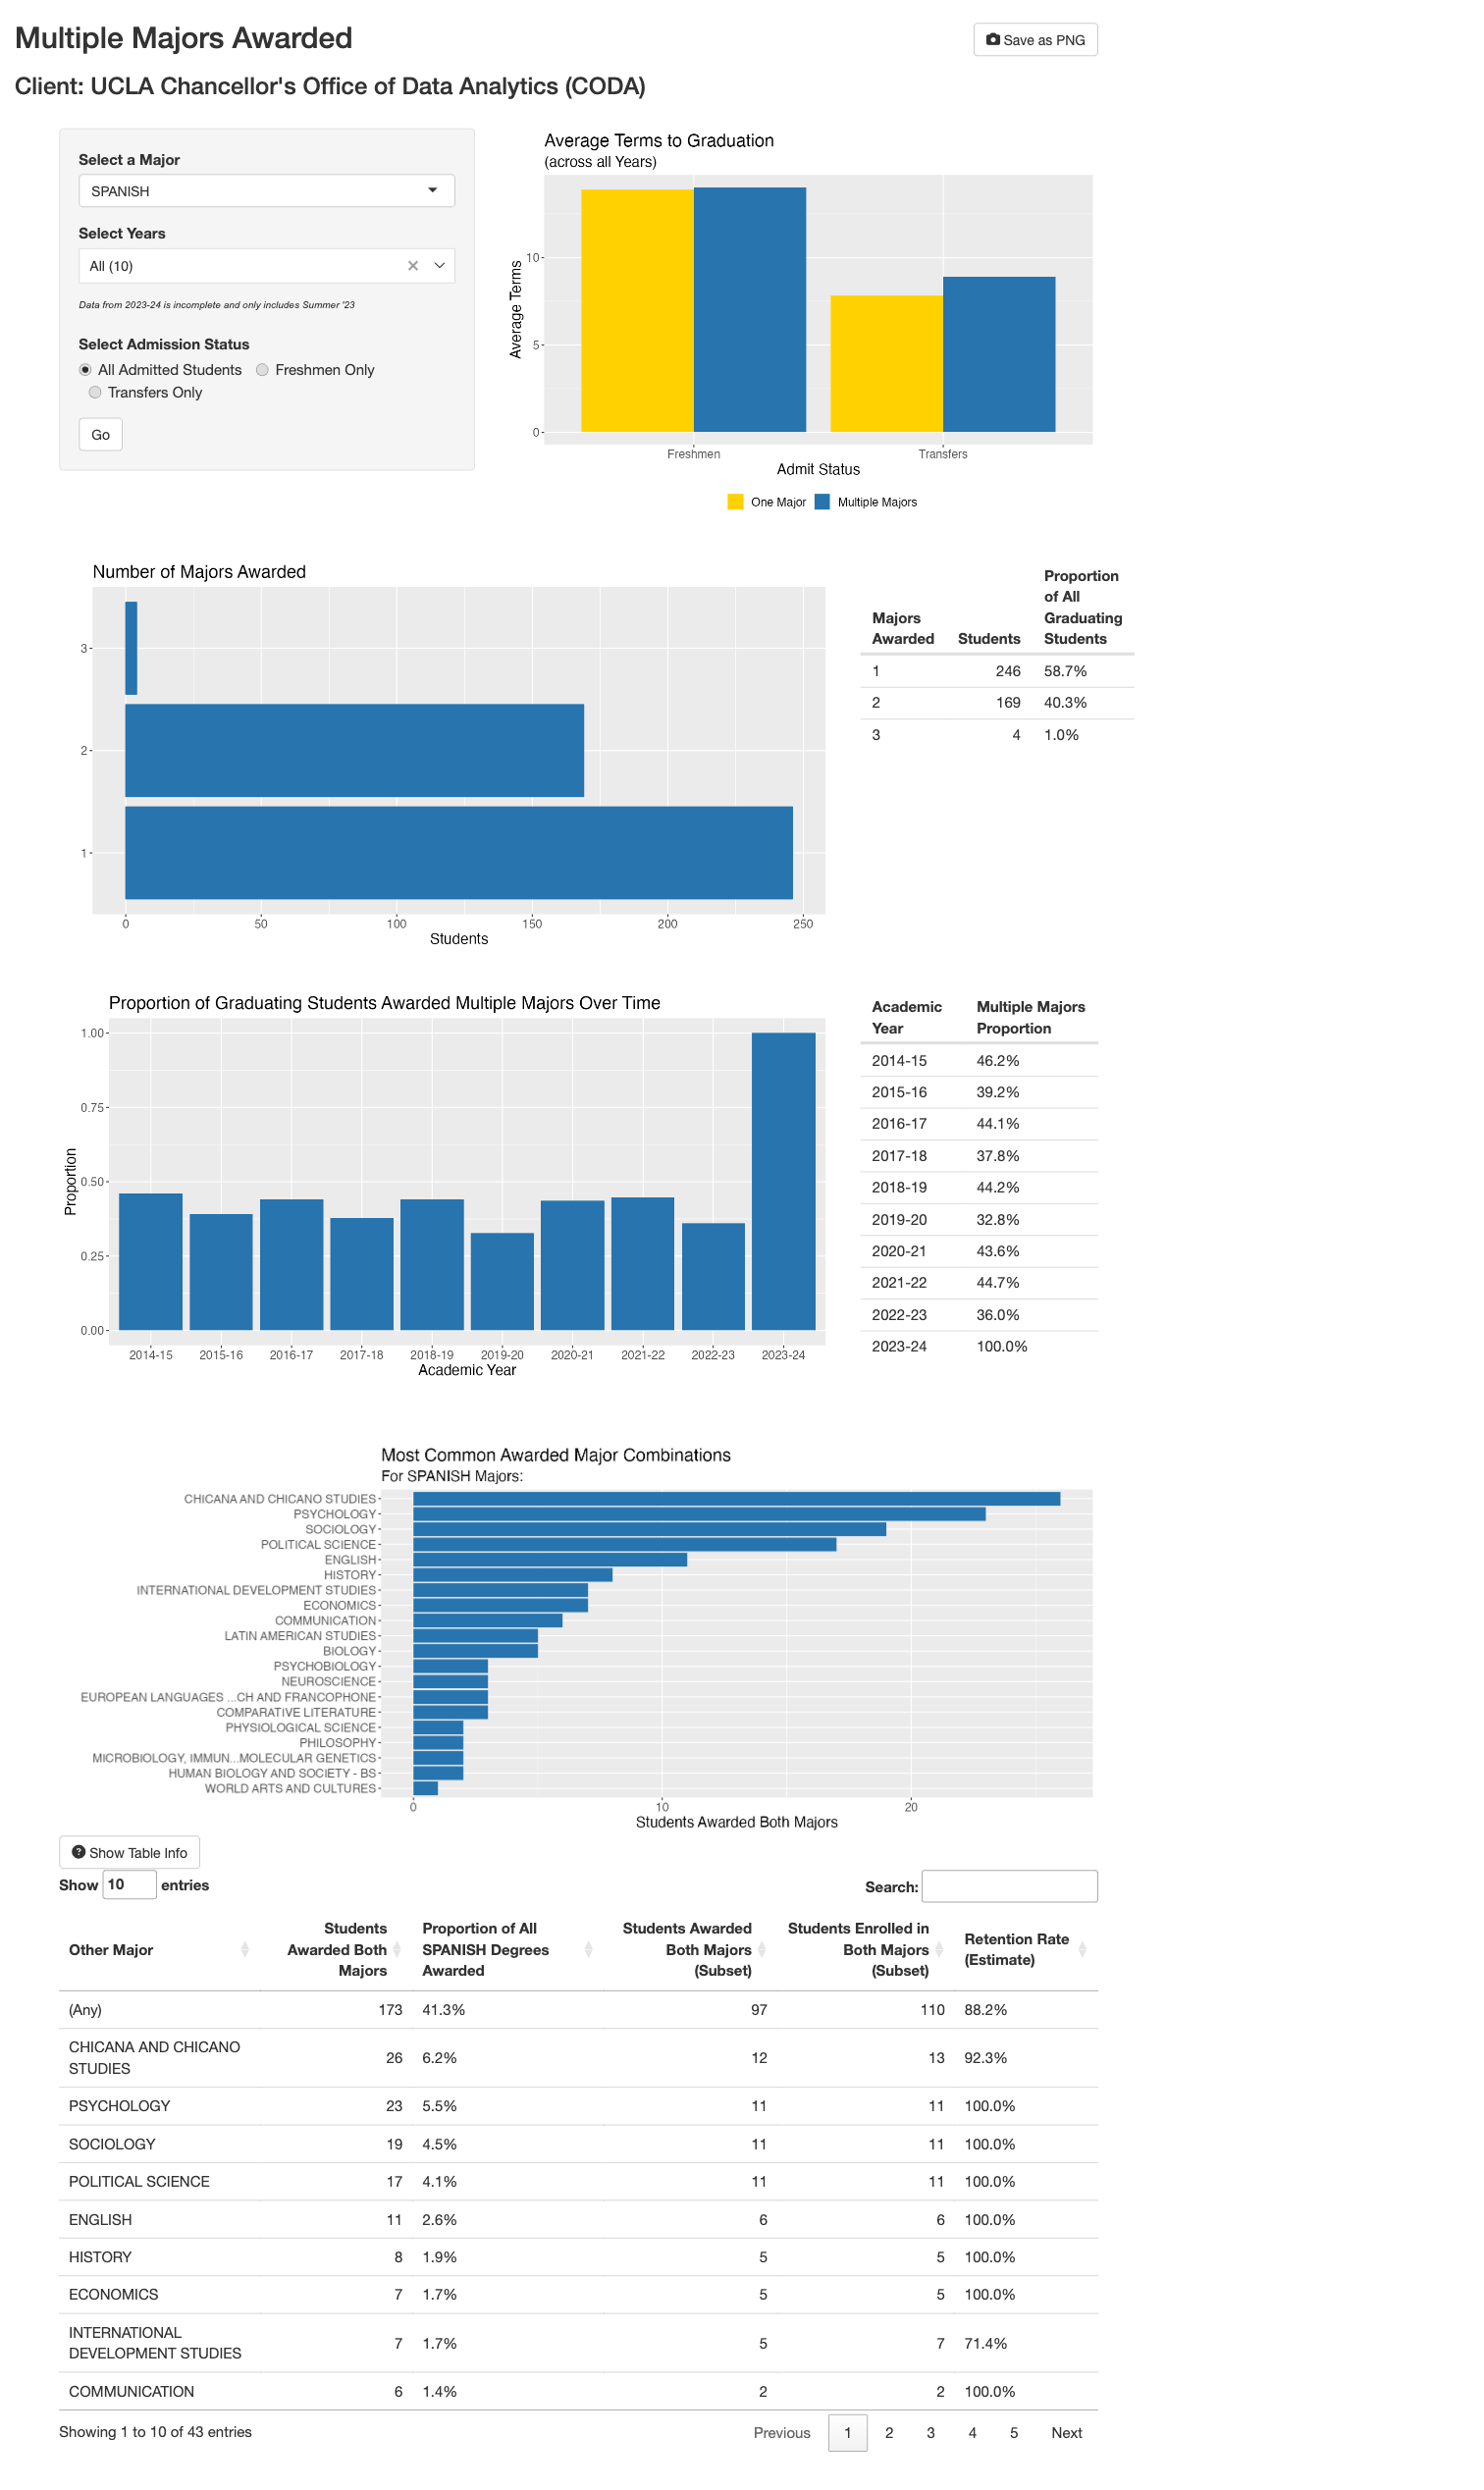 Multiple Majors Awarded
Save as PNG
Client: UCLA Chancellor's Office of Data Analytics (CODA)
Select a Major
SPANISH
Select Years
All (10)
Data from 2023-24 is incomplete and only includes Summer '23
Select Admission Status
All Admitted Students Freshmen Only
Transfers Only
Go
Average Terms to Graduation
(across all Years)
Average Terms
10
5
0
Freshmen Transfers
Admit Status
One Major Multiple Majors
Number of Majors Awarded
3
2
1
0 50 100 150 200 250
Students
Majors Awarded Students Proportion of All Graduating Students
1 246 58.7%
2 169 40.3%
3 4 1.0%
Proportion of Graduating Students Awarded Multiple Majors Over Time
Proportion
1.00
0.75
0.50
0.25
0.00
2014-15 2015-16 2016-17 2017-18 2018-19 2019-20 2020-21 2021-22 2022-23 2023-24
Academic Year
Academic Year Multiple Majors Proportion
2014-15 46.2%
2015-16 39.2%
2016-17 44.1%
2017-18 37.8%
2018-19 44.2%
2019-20 32.8%
2020-21 43.6%
2021-22 44.7%
2022-23 36.0%
2023-24 100.0%
Most Common Awarded Major Combinations
For SPANISH Majors:
CHICANA AND CHICANO STUDIES
PSYCHOLOGY
SOCIOLOGY
POLITICAL SCIENCE
ENGLISH
HISTORY
INTERNATIONAL DEVELOPMENT STUDIES
ECONOMICS
COMMUNICATION
LATIN AMERICAN STUDIES
BIOLOGY
PSYCHOBIOLOGY
NEUROSCIENCE
EUROPEAN LANGUAGES ...CH AND FRANCOPHONE
COMPARATIVE LITERATURE
PHYSIOLOGICAL SCIENCE
PHILOSOPHY
MICROBIOLOGY, IMMUN...MOLECULAR GENETICS
HUMAN BIOLOGY AND SOCIETY - BS
WORLD ARTS AND CULTURES
0 10 20
Students Awarded Both Majors
Show Table Info
Show 10 entries
Search:
Other Major Students Awarded Both Majors Proportion of All SPANISH Degrees Awarded Students Awarded Both Majors (Subset) Students Enrolled in Both Majors (Subset) Retention Rate (Estimate)
(Any) 173 41.3% 97 110 88.2%
CHICANA AND CHICANO STUDIES 26 6.2% 12 13 92.3%
PSYCHOLOGY 23 5.5% 11 11 100.0%
SOCIOLOGY 19 4.5% 11 11 100.0%
POLITICAL SCIENCE 17 4.1% 11 11 100.0%
ENGLISH 11 2.6% 6 6 100.0%
HISTORY 8 1.9% 5 5 100.0%
ECONOMICS 7 1.7% 5 5 100.0%
INTERNATIONAL DEVELOPMENT STUDIES 7 1.7% 5 7 71.4%
COMMUNICATION 6 1.4% 2 2 100.0%
Showing 1 to 10 of 43 entries
Previous 1 2 3 4 5 Next